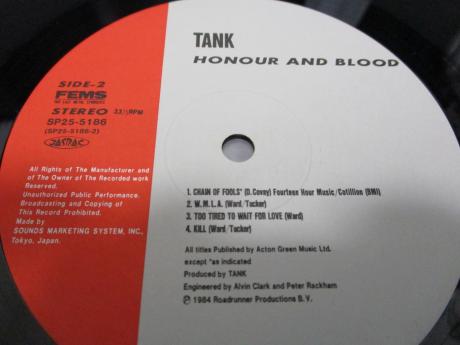 TANK
HONOUR AND BLOOD
SIDE-2
FEMS
STEREO 33⅓RPM
SP25-5186
(SP25-5186-2)
All Rights of The Manufacturer and
of The Owner of The Recorded work
Reserved.
Unauthorized Public Performance,
Broadcasting and Copying of
This Record Prohibited.
Made in
SOUNDS MARKETING SYSTEM, INC.,
Tokyo, Japan.
1. CHAIN OF FOOLS* (D. Covay) Fourteen Hour Music/Cotillion (BMI)
2. W.M.L.A. (Ward/Tucker)
3. TOO TIRED TO WAIT FOR LOVE (Ward)
4. KILL (Ward/Tucker)
All titles Published by Acton Green Music Ltd.
except *as indicated
Produced by TANK
Engineered by Alvin Clark and Peter Rackham
Ⓟ 1984 Roadrunner Productions B.V.